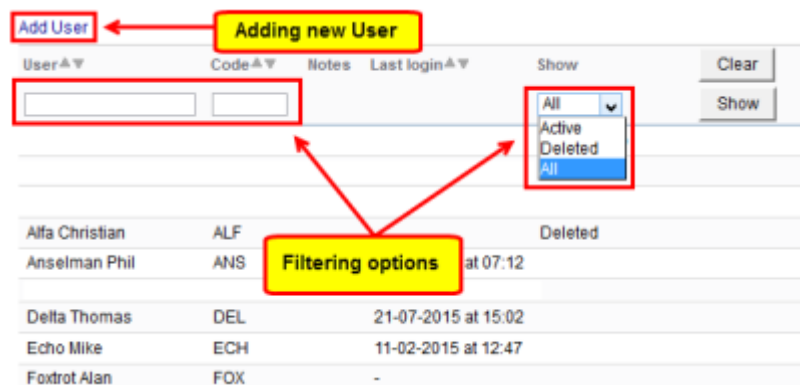 Add User
Adding new User
User▲▼ Code▲▼ Notes Last login▲▼ Show Clear
All Show
Active
Deleted
All
Alfa Christian ALF Deleted
Anselman Phil ANS at 07:12
Filtering options
Delta Thomas DEL 21-07-2015 at 15:02
Echo Mike ECH 11-02-2015 at 12:47
Foxtrot Alan FOX -